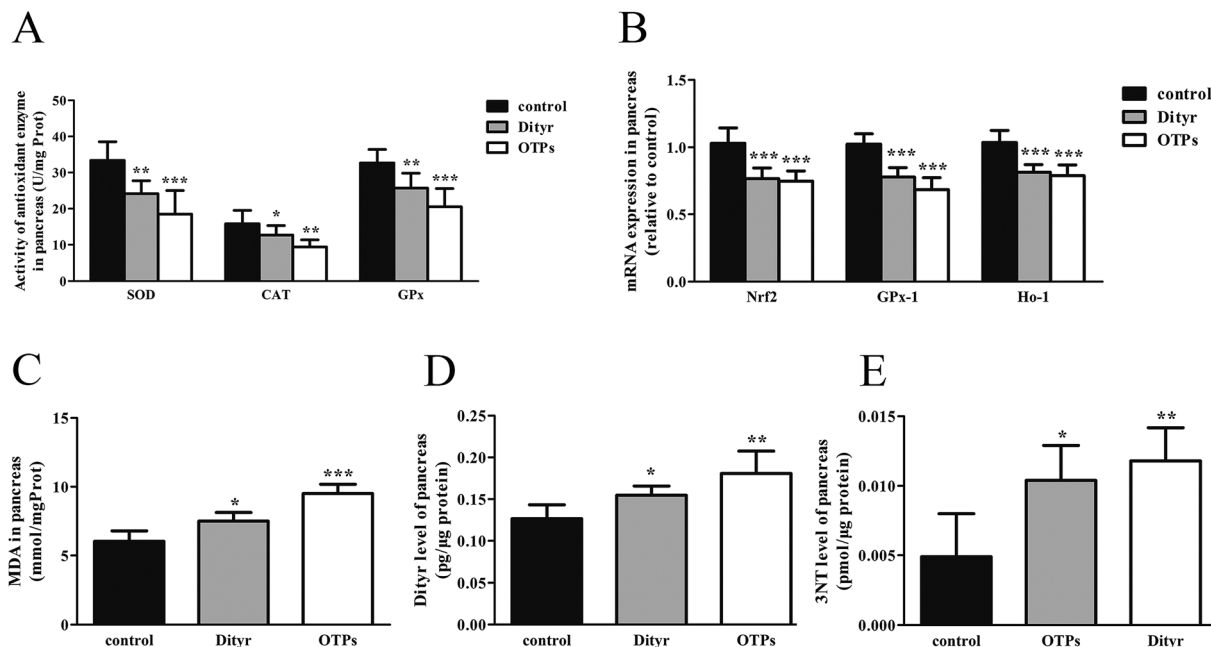 A
Activity of antioxidant enzyme
in pancreas (U/mg Prot)
50
40
30
20
10
0
** ***
* **
** ***
SOD CAT GPx
control
Dityr
OTPs
B
mRNA expression in pancreas
(relative to control)
1.5
1.0
0.5
0.0
*** ***
*** ***
*** ***
Nrf2 GPx-1 Ho-1
control
Dityr
OTPs
C
MDA in pancreas
(mmol/mgProt)
15
10
5
0
* ***
control Dityr OTPs
D
Dityr level of pancreas
(pg/μg protein)
0.25
0.20
0.15
0.10
0.05
0.00
* **
control Dityr OTPs
E
3NT level of pancreas
(pmol/μg protein)
0.015
0.010
0.005
0.000
* **
control OTPs Dityr